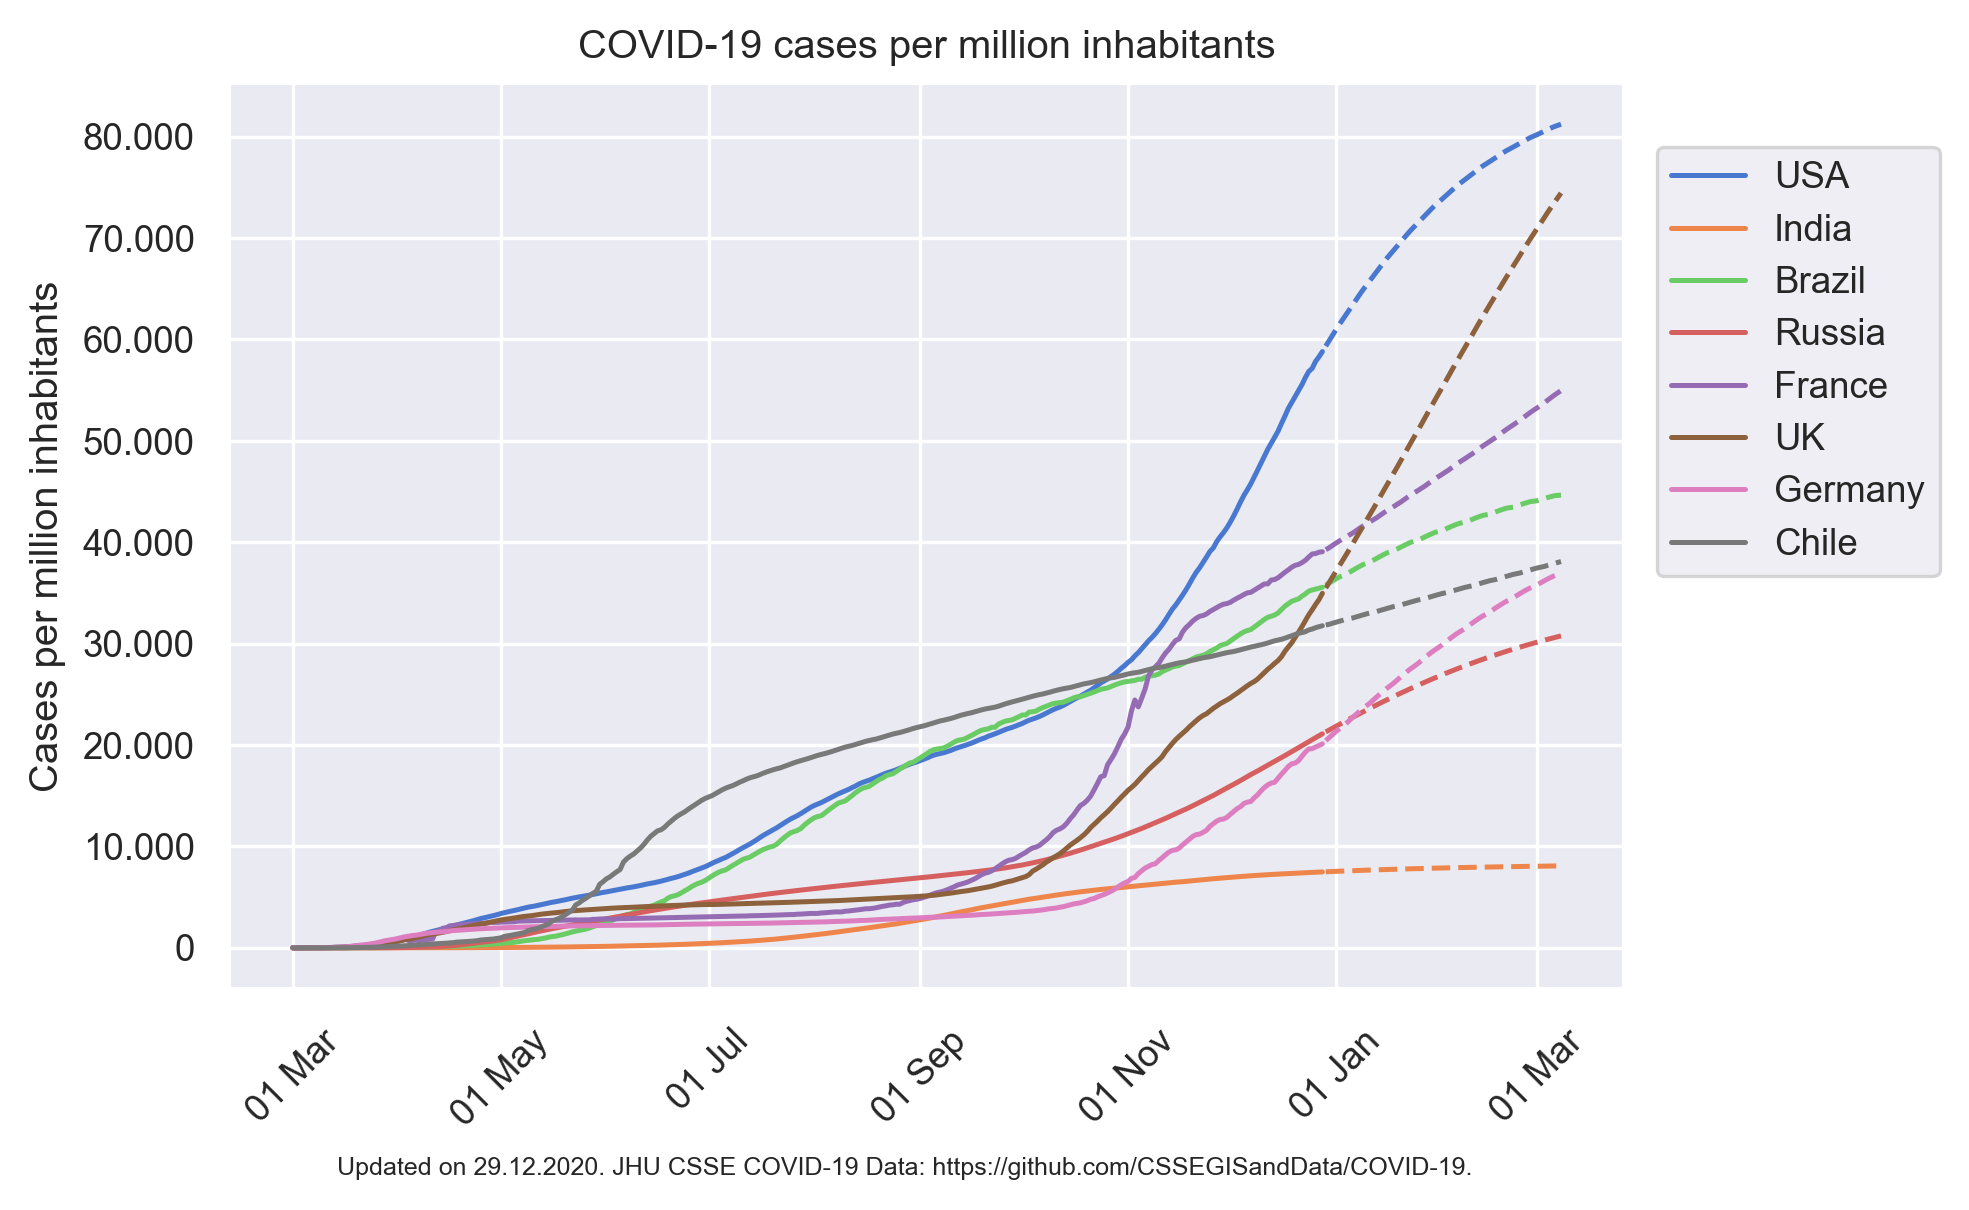 COVID-19 cases per million inhabitants
Cases per million inhabitants
80.000
70.000
60.000
50.000
40.000
30.000
20.000
10.000
0
01 Mar
01 May
01 Jul
01 Sep
01 Nov
01 Jan
01 Mar
USA
India
Brazil
Russia
France
UK
Germany
Chile
Updated on 29.12.2020. JHU CSSE COVID-19 Data: https://github.com/CSSEGISandData/COVID-19.